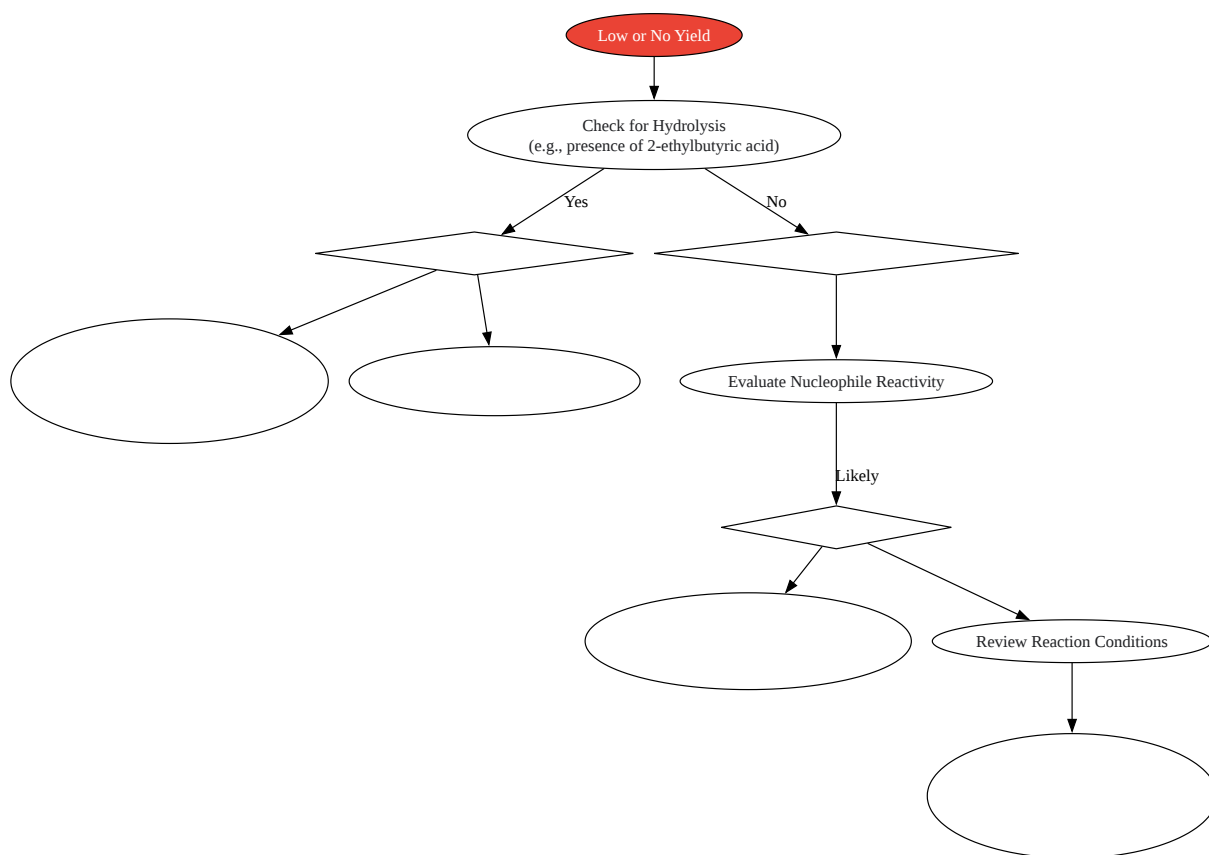 Low or No Yield
Check for Hydrolysis
(e.g., presence of 2-ethylbutyric acid)
Yes
No
Evaluate Nucleophile Reactivity
Likely
Review Reaction Conditions